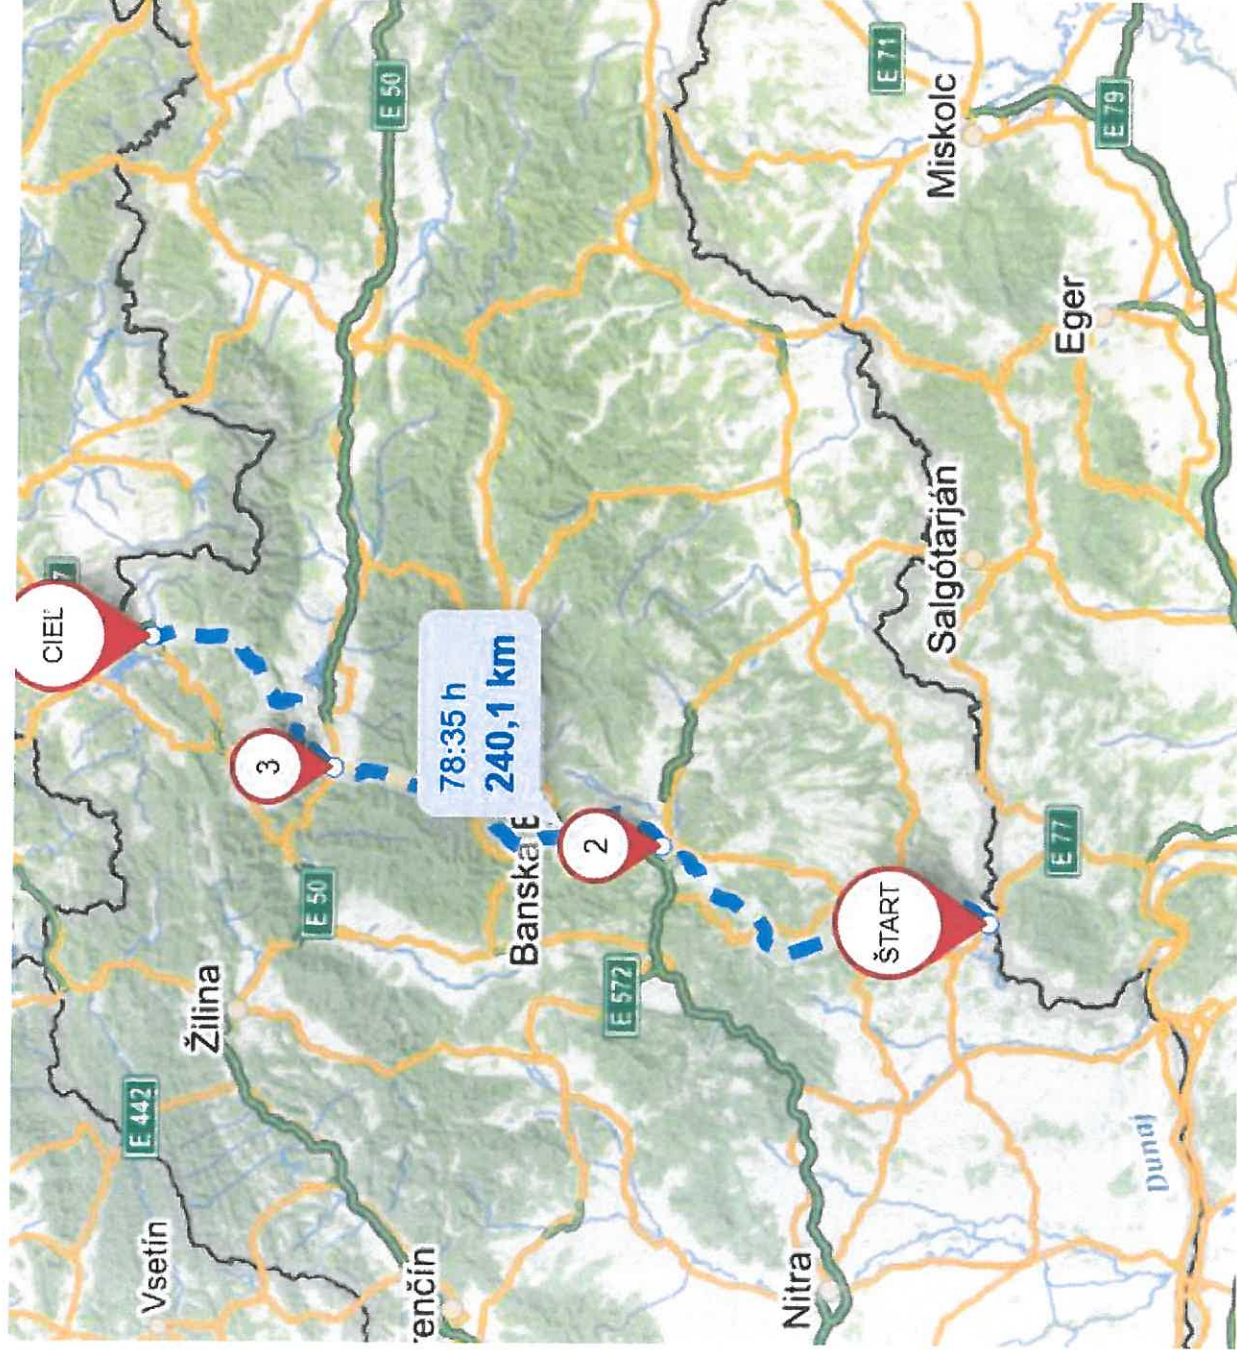 CIEĽ
E 442
Vsetín
Žilina
3
E 50
E 50
renčín
78:35 h
240,1 km
Banská B
2
E 572
Nitra
ŠTART
E 71
Salgótarján
Miskolc
E 77
Eger
E 79
Dunaj